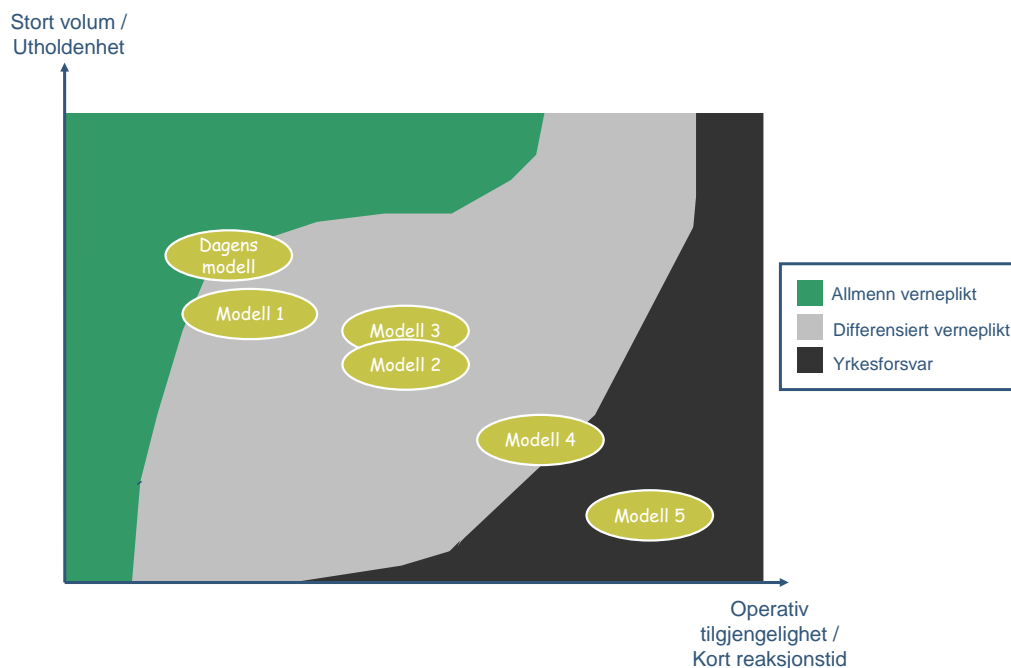 Stort volum /
Utholdenhet
Dagens
modell
Modell 1
Modell 3
Modell 2
Modell 4
Modell 5
Allmenn verneplikt
Differensiert verneplikt
Yrkesforsvar
Operativ
tilgjengelighet /
Kort reaksjonstid